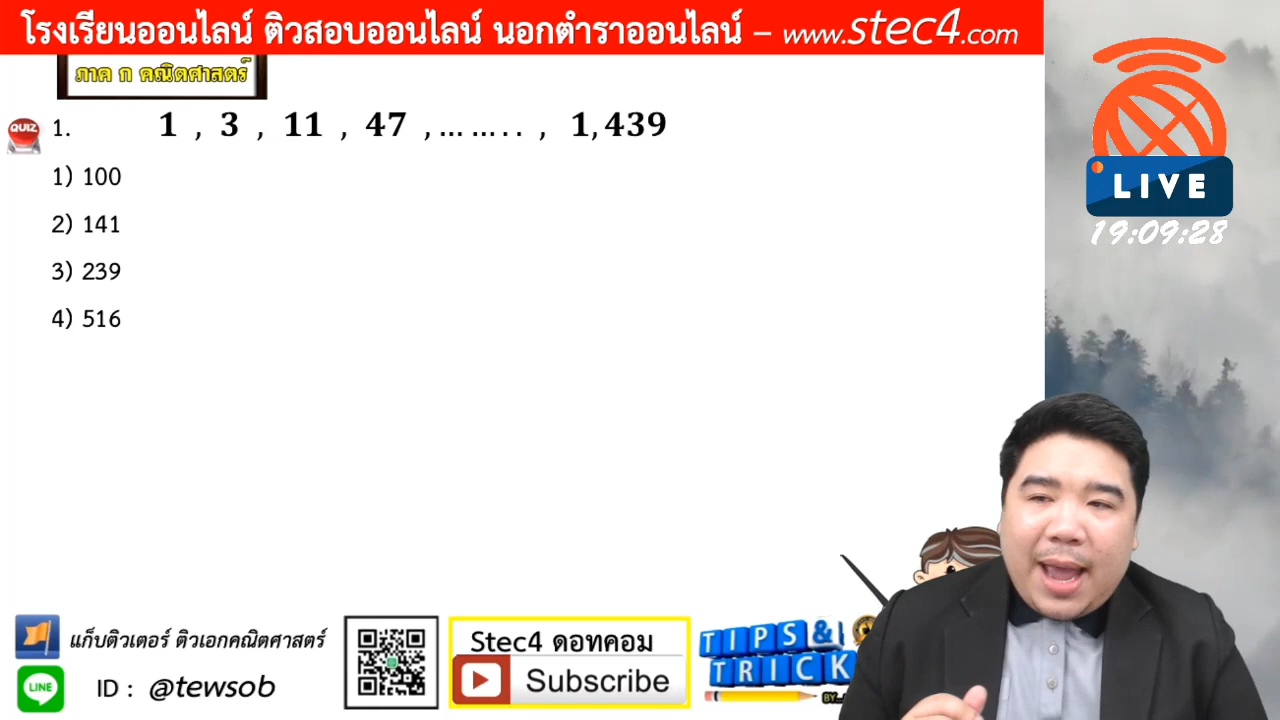 โรงเรียนออนไลน์ ติวสอบออนไลน์ นอกตำราออนไลน์ – www.stec4.com
ภาค ก คณิตศาสตร์
QUIZ
1. 1 , 3 , 11 , 47 , ... ... . . , 1,439
1) 100
2) 141
3) 239
4) 516
LIVE
19:09:28
แก็บติวเตอร์ ติวเอกคณิตศาสตร์
LINE
ID : @tewsob
Stec4 ดอทคอม
Subscribe
TIPS &
TRICK